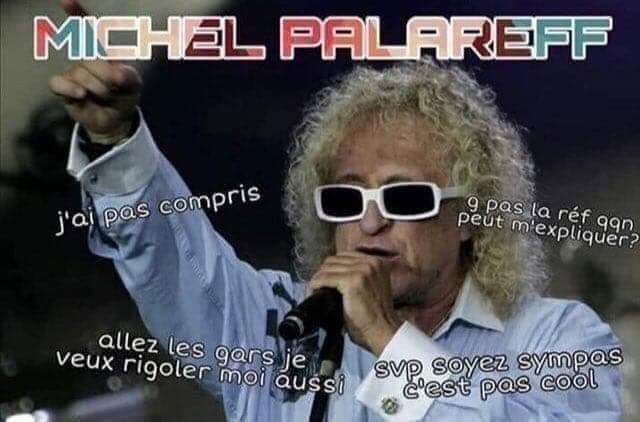 MICHEL PALAREFF
j'ai pas compris
g pas la réf qqn
peut m'expliquer?
allez les gars je
veux rigoler moi aussi
svp soyez sympas
c'est pas cool